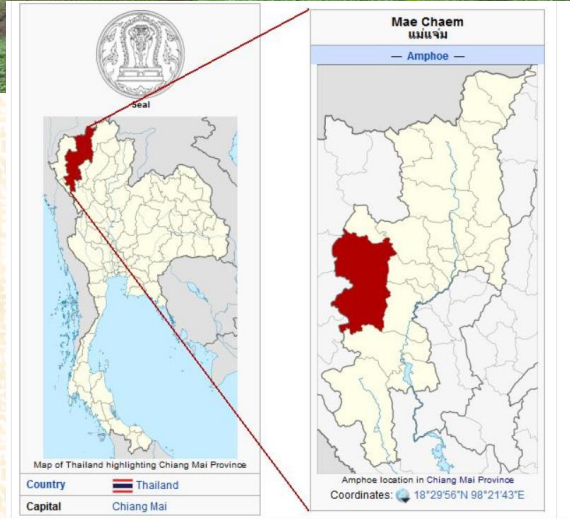 Seal
Map of Thailand highlighting Chiang Mai Province
Country Thailand
Capital Chiang Mai
Mae Chaem
แม่แจ่ม
— Amphoe —
Amphoe location in Chiang Mai Province
Coordinates: 18°29′56″N 98°21′43″E